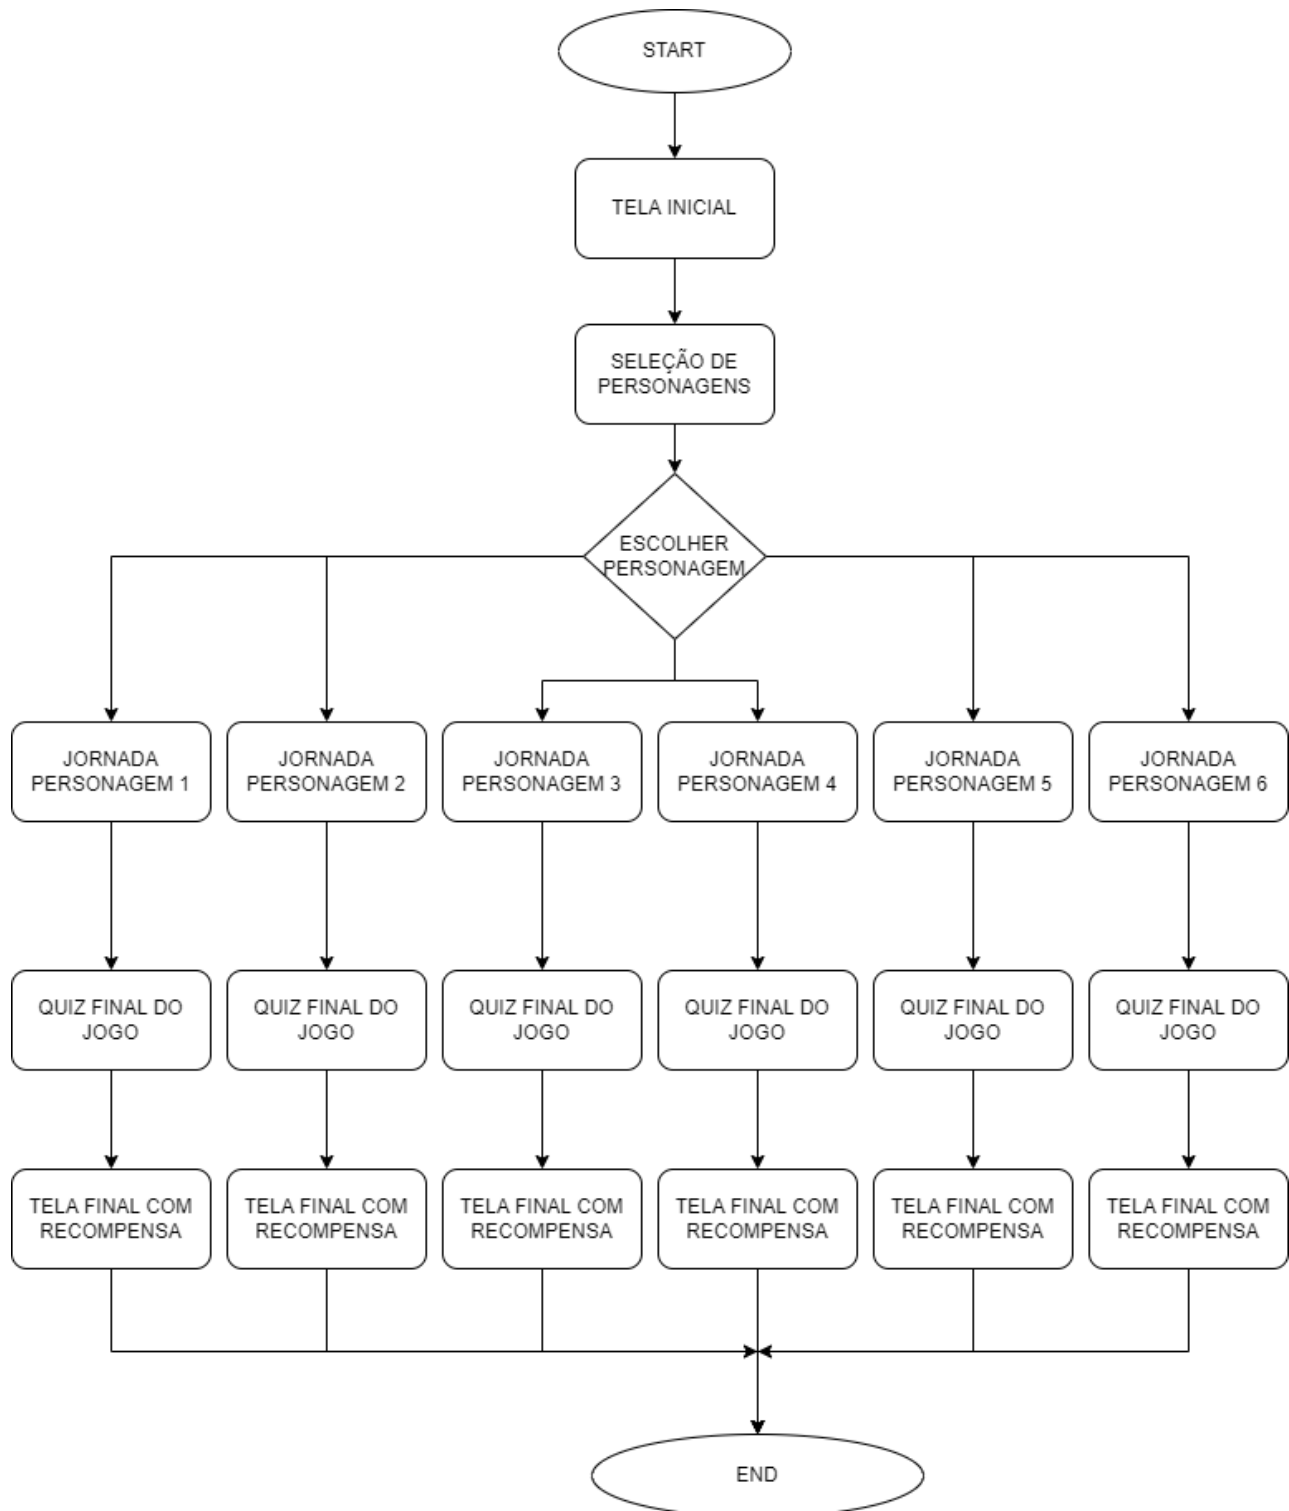 START
TELA INICIAL
SELEÇÃO DE
PERSONAGENS
ESCOLHER
PERSONAGEM
JORNADA
PERSONAGEM 1
JORNADA
PERSONAGEM 2
JORNADA
PERSONAGEM 3
JORNADA
PERSONAGEM 4
JORNADA
PERSONAGEM 5
JORNADA
PERSONAGEM 6
QUIZ FINAL DO
JOGO
QUIZ FINAL DO
JOGO
QUIZ FINAL DO
JOGO
QUIZ FINAL DO
JOGO
QUIZ FINAL DO
JOGO
QUIZ FINAL DO
JOGO
TELA FINAL COM
RECOMPENSA
TELA FINAL COM
RECOMPENSA
TELA FINAL COM
RECOMPENSA
TELA FINAL COM
RECOMPENSA
TELA FINAL COM
RECOMPENSA
TELA FINAL COM
RECOMPENSA
END